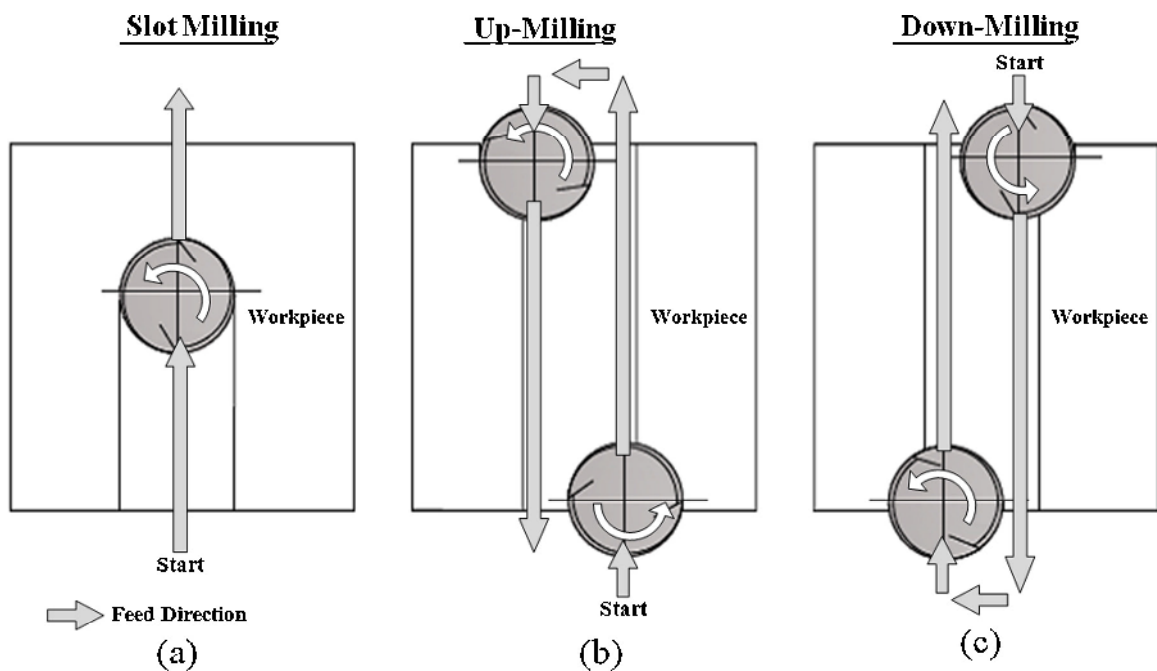 Slot Milling
Up-Milling
Down-Milling
Start
Workpiece
Workpiece
Workpiece
Start
Start
Feed Direction
(a)
(b)
(c)